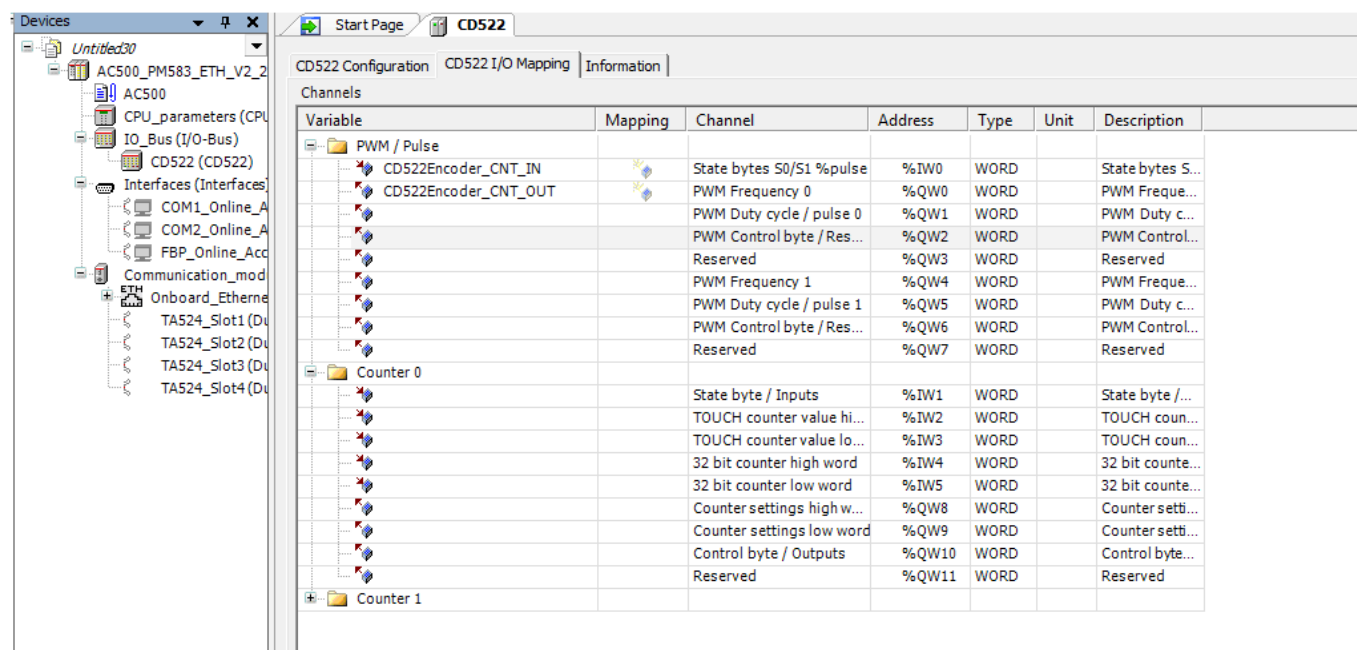 Devices
Start Page
CD522
Untitled30
AC500_PM583_ETH_V2_2
AC500
CPU_parameters (CPU
IO_Bus (I/O-Bus)
CD522 (CD522)
Interfaces (Interfaces)
COM1_Online_A
COM2_Online_A
FBP_Online_Acc
Communication_mod
ETH
Onboard_Etherne
TA524_Slot1 (Du
TA524_Slot2 (Du
TA524_Slot3 (Du
TA524_Slot4 (Du
CD522 Configuration CD522 I/O Mapping Information
Channels
Variable Mapping Channel Address Type Unit Description
PWM / Pulse
CD522Encoder_CNT_IN State bytes S0/S1 %pulse %IW0 WORD State bytes S...
CD522Encoder_CNT_OUT PWM Frequency 0 %QW0 WORD PWM Freque...
PWM Duty cycle / pulse 0 %QW1 WORD PWM Duty c...
PWM Control byte / Res... %QW2 WORD PWM Control...
Reserved %QW3 WORD Reserved
PWM Frequency 1 %QW4 WORD PWM Freque...
PWM Duty cycle / pulse 1 %QW5 WORD PWM Duty c...
PWM Control byte / Res... %QW6 WORD PWM Control...
Reserved %QW7 WORD Reserved
Counter 0
State byte / Inputs %IW1 WORD State byte /...
TOUCH counter value hi... %IW2 WORD TOUCH coun...
TOUCH counter value lo... %IW3 WORD TOUCH coun...
32 bit counter high word %IW4 WORD 32 bit counte...
32 bit counter low word %IW5 WORD 32 bit counte...
Counter settings high w... %QW8 WORD Counter setti...
Counter settings low word %QW9 WORD Counter setti...
Control byte / Outputs %QW10 WORD Control byte...
Reserved %QW11 WORD Reserved
Counter 1